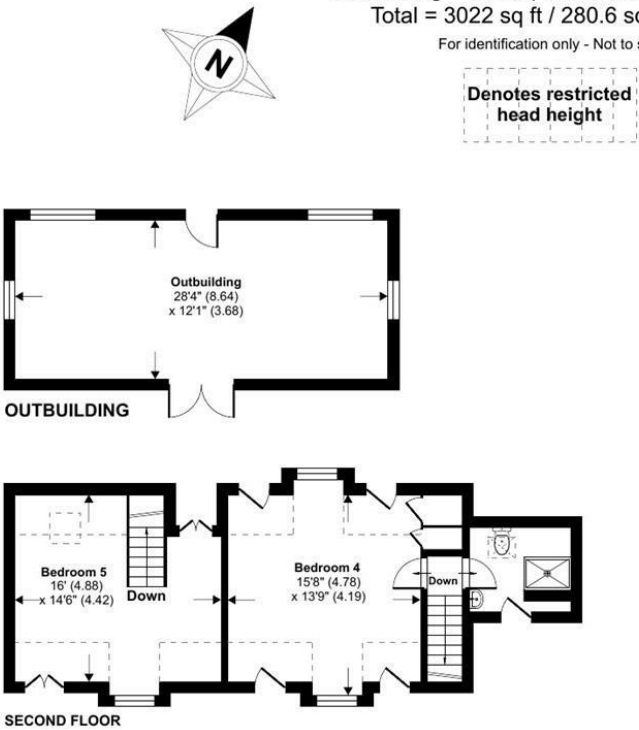 Total = 3022 sq ft / 280.6 
For identification only - Not to
N
Denotes restricted
head height
Outbuilding
28'4" (8.64)
x 12'1" (3.68)
OUTBUILDING
Bedroom 5
16' (4.88)
x 14'6" (4.42)
Down
Bedroom 4
15'8" (4.78)
x 13'9" (4.19)
Down
SECOND FLOOR